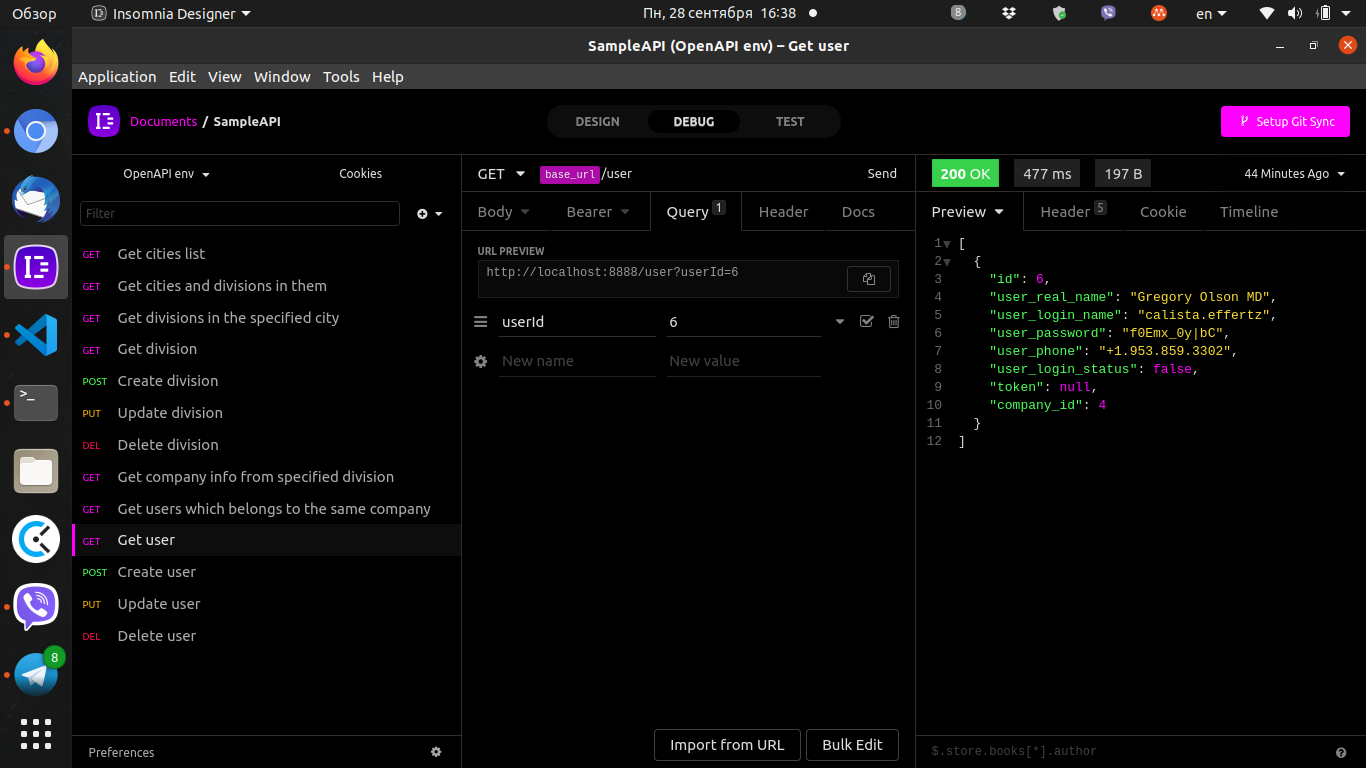 Обзор
Insomnia Designer
Пн, 28 сентября 16:38
8
en
SampleAPI (OpenAPI env) – Get user
Application Edit View Window Tools Help
Documents / SampleAPI
DESIGN DEBUG TEST
Setup Git Sync
OpenAPI env
Cookies
Filter
GET Get cities list
GET Get cities and divisions in them
GET Get divisions in the specified city
GET Get division
POST Create division
PUT Update division
DEL Delete division
GET Get company info from specified division
GET Get users which belongs to the same company
GET Get user
POST Create user
PUT Update user
DEL Delete user
Preferences
GET base_url/user Send
Body Bearer Query 1 Header Docs
URL PREVIEW
http://localhost:8888/user?userId=6
userId 6
New name New value
Import from URL Bulk Edit
200 OK 477 ms 197 B 44 Minutes Ago
Preview Header 5 Cookie Timeline
1 [
2 {
3 "id": 6,
4 "user_real_name": "Gregory Olson MD",
5 "user_login_name": "calista.effertz",
6 "user_password": "f0Emx_0y|bC",
7 "user_phone": "+1.953.859.3302",
8 "user_login_status": false,
9 "token": null,
10 "company_id": 4
11 }
12 ]
$.store.books[*].author
>_
8